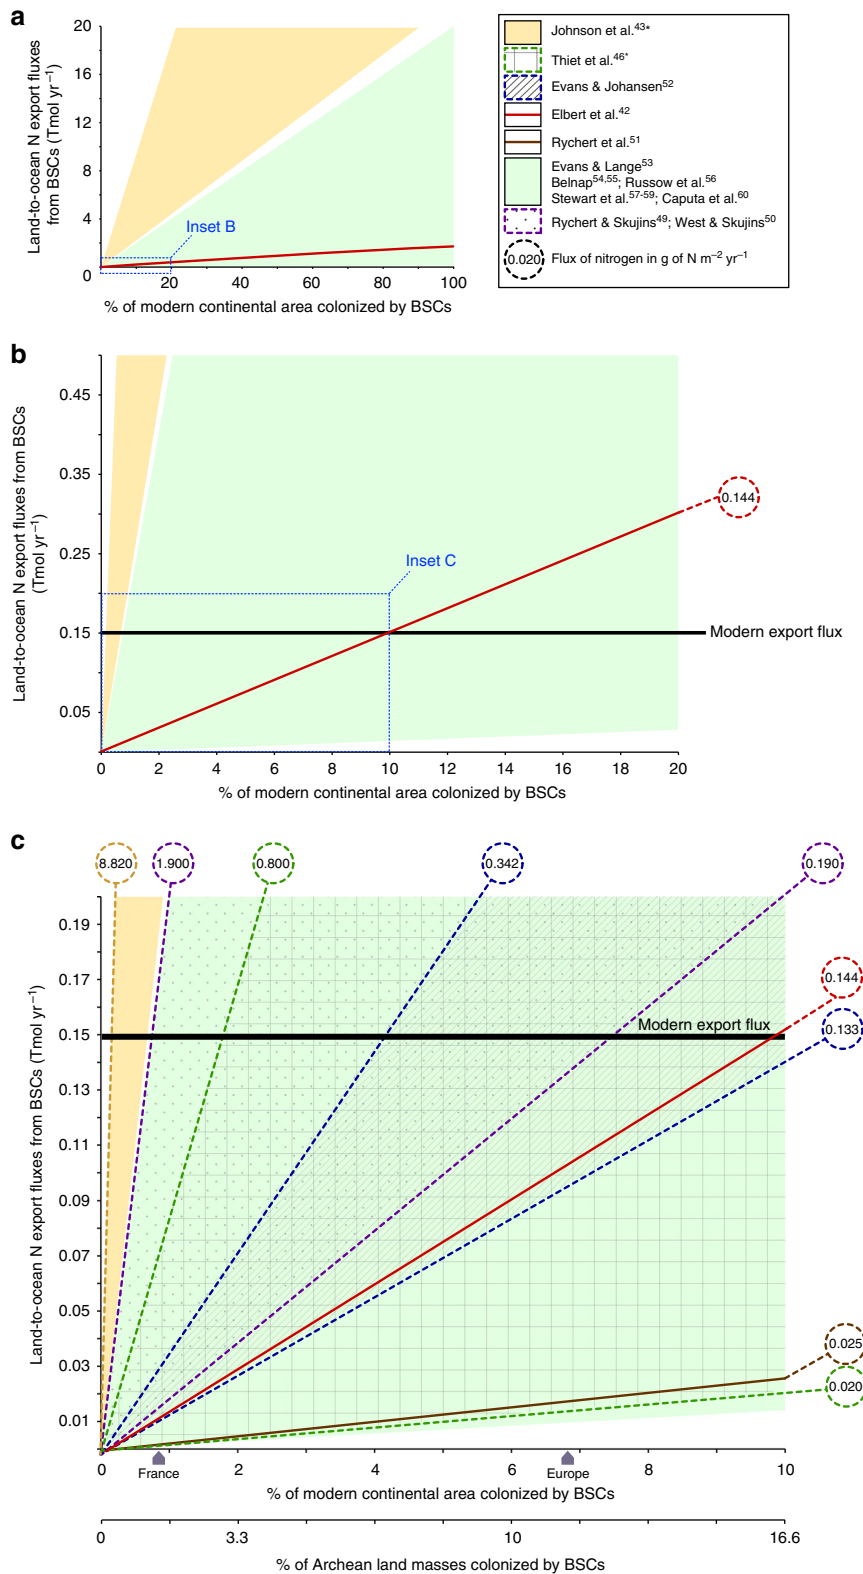 a
20
16
12
8
4
0
Land-to-ocean N export fluxes
from BSCs (Tmol yr−1)
Inset B
20 40 60 80 100
% of modern continental area colonized by BSCs
Johnson et al.43*
Thiet et al.46*
Evans & Johansen52
Elbert et al.42
Rychert et al.51
Evans & Lange53
Belnap54,55; Russow et al.56
Stewart et al.57-59; Caputa et al.60
Rychert & Skujins49; West & Skujins50
0.020 Flux of nitrogen in g of N m−2 yr−1
b
0.45
0.35
0.25
0.15
0.05
Land-to-ocean N export fluxes from BSCs
(Tmol yr−1)
0.144
Inset C
Modern export flux
0 2 4 6 8 10 12 14 16 18 20
% of modern continental area colonized by BSCs
c
8.820 1.900 0.800 0.342 0.190
0.144
0.133
0.025
0.020
0.19
0.17
0.15
0.13
0.11
0.09
0.07
0.05
0.03
0.01
Land-to-ocean N export fluxes from BSCs (Tmol yr−1)
Modern export flux
0 2 4 6 8 10
France Europe
% of modern continental area colonized by BSCs
0 3.3 10 16.6
% of Archean land masses colonized by BSCs